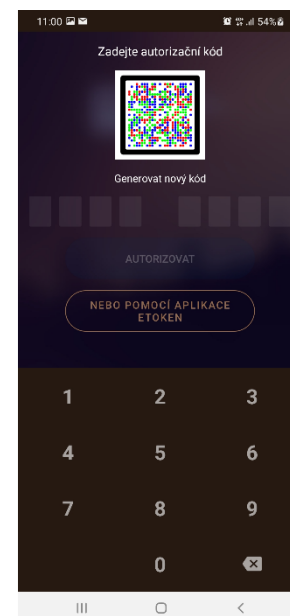 11:00 54%
Zadejte autorizační kód
Generovat nový kód
AUTORIZOVAT
NEBO POMOCÍ APLIKACE
ETOKEN
1 2 3
4 5 6
7 8 9
0